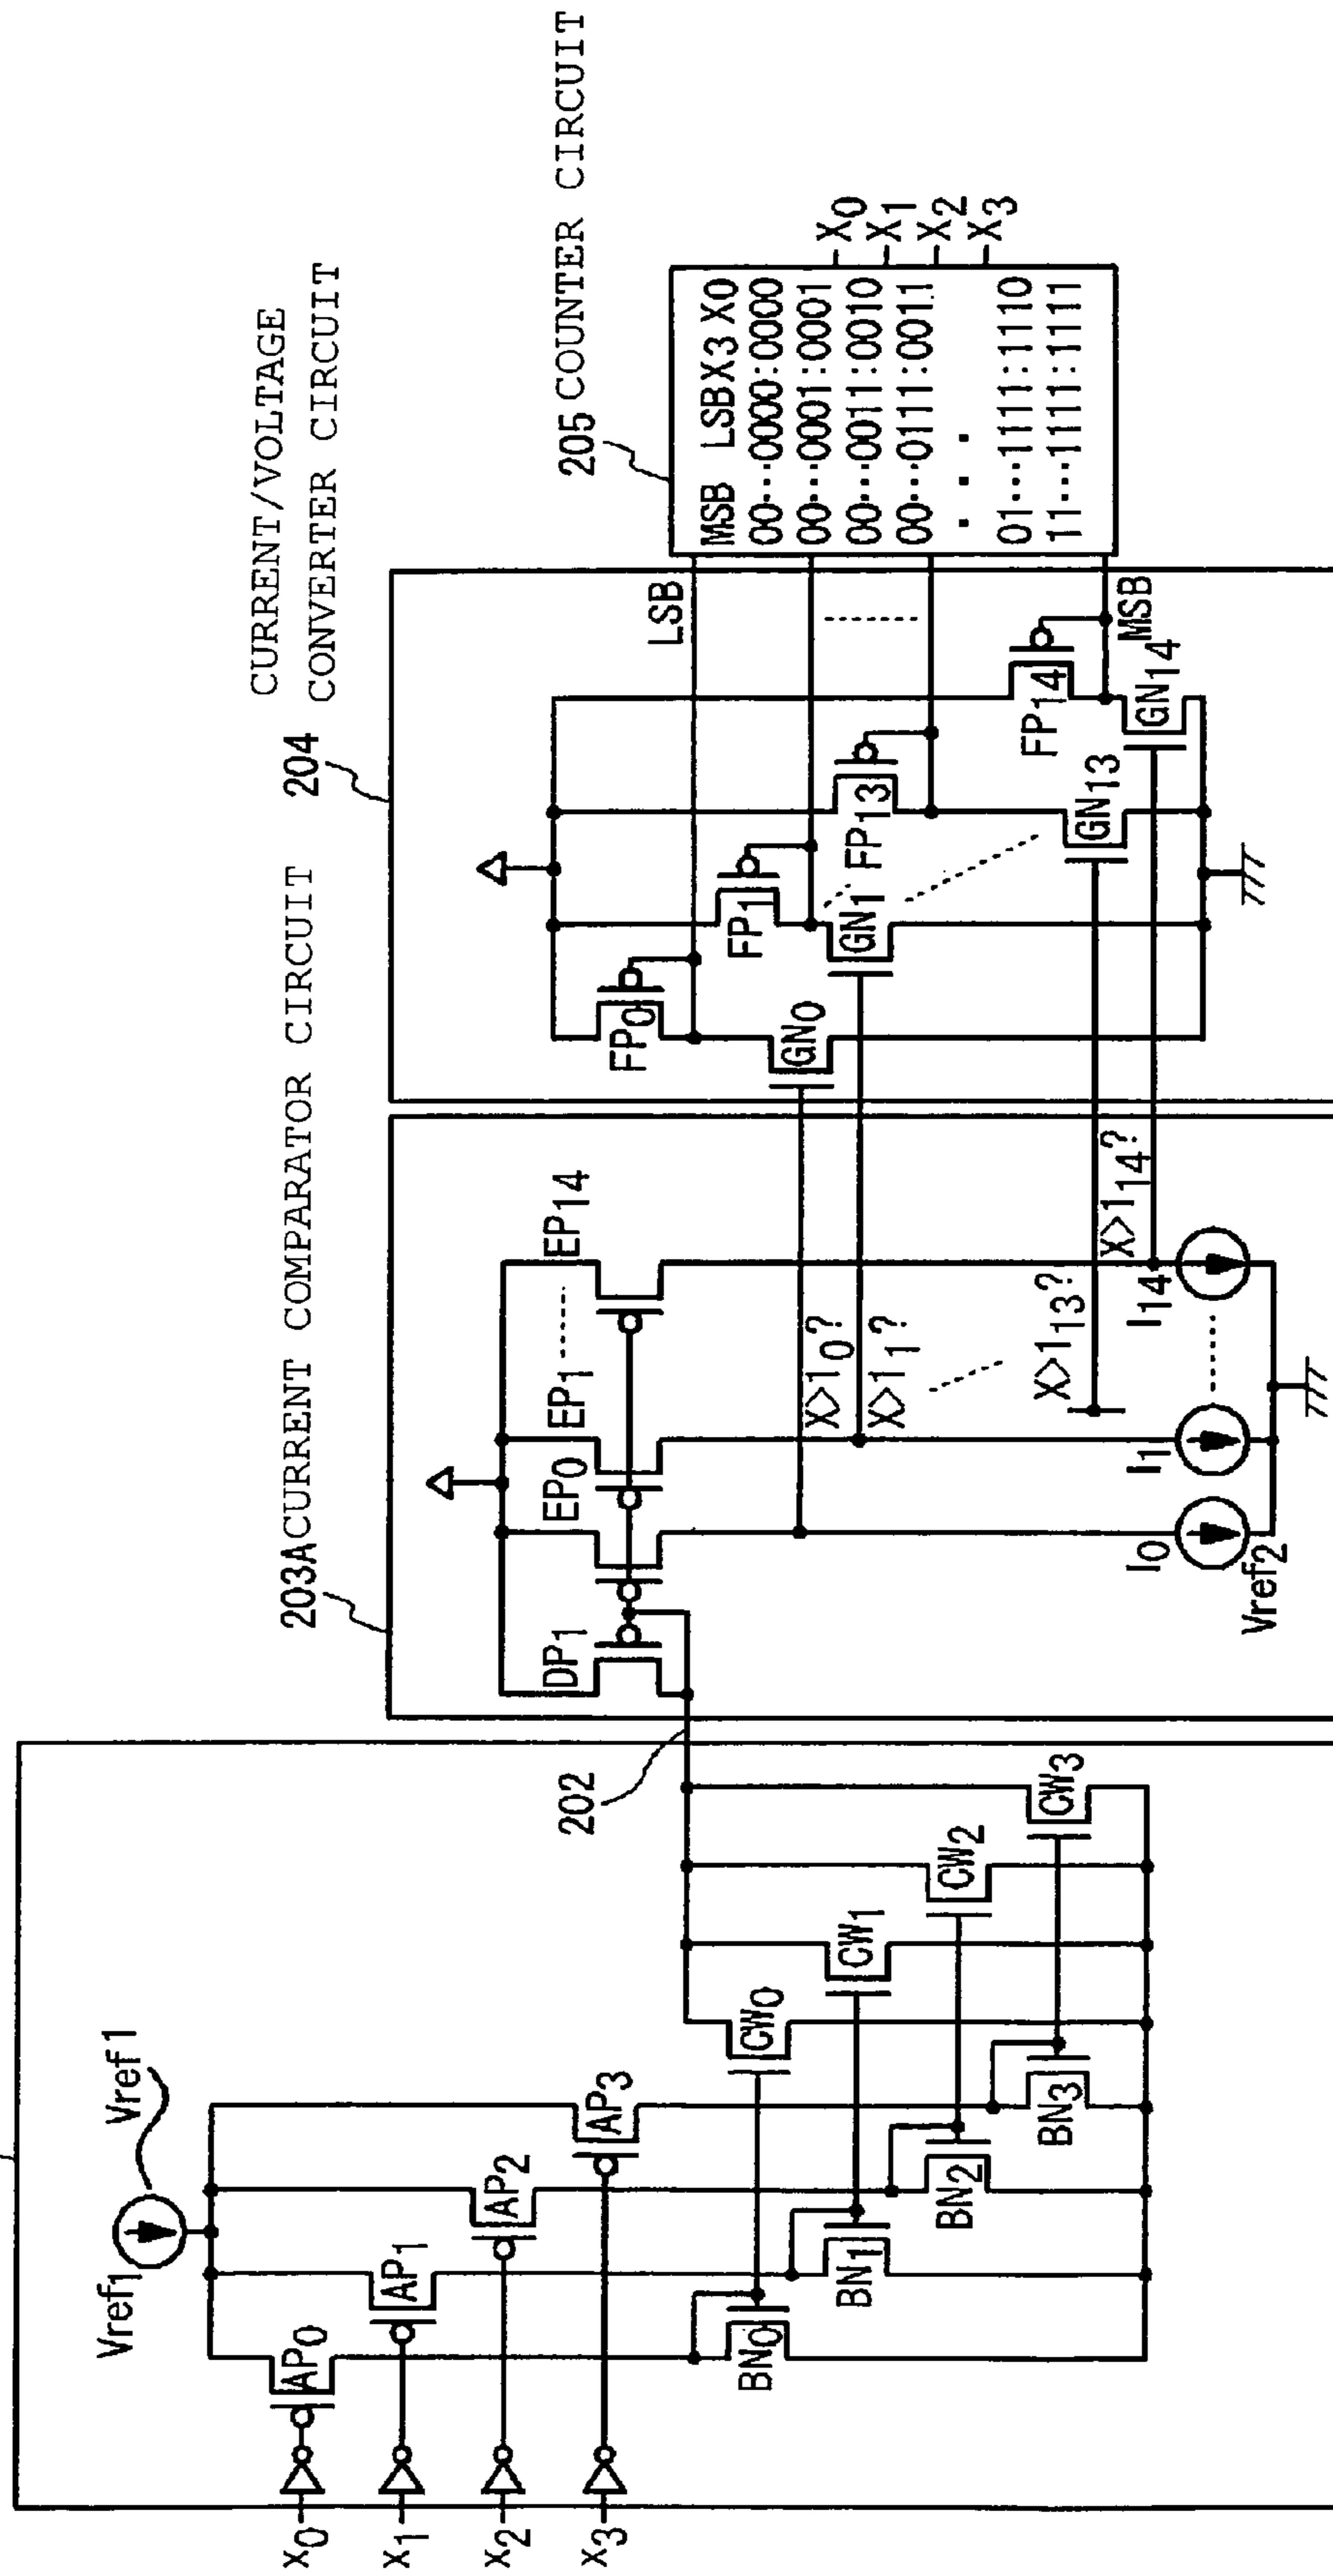 Vref1
Vref1
x0
x1
x2
x3
AP0
AP1
AP2
AP3
BN0
BN1
BN2
BN3
CW0
CW1
CW2
CW3
202
203A CURRENT COMPARATOR CIRCUIT
DP1
EP0
EP1
EP14
X>I0?
X>I1?
X>I13?
X>I14?
I0
I1
I14
Vref2
204
CURRENT/VOLTAGE
CONVERTER CIRCUIT
FP0
FP1
FP13
FP14
GN0
GN1
GN13
GN14
LSB
MSB
205 COUNTER CIRCUIT
MSB LSB X3 X0
00···0000:0000
00···0001:0001
00···0011:0010
00···0111:0011
· · ·
01···1111:1110
11···1111:1111
X0
X1
X2
X3